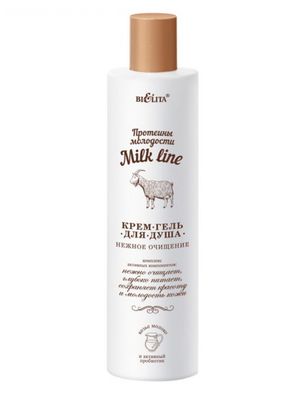 BIELITA
Протеины
молодости
Milk line
КРЕМ-ГЕЛЬ
•ДЛЯ•ДУША•
НЕЖНОЕ ОЧИЩЕНИЕ
комплекс
активных компонентов:
нежно очищает,
глубоко питает,
сохраняет красоту
и молодость кожи
козье молоко
и активный
пробиотик